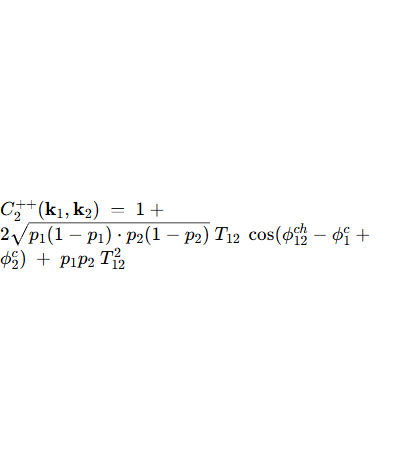 $C_2^{++}(\mathbf{k}_1, \mathbf{k}_2) \; = \; 1 +$
$2\sqrt{p_1(1-p_1) \cdot p_2(1-p_2)} \; T_{12} \; \cos(\phi_{12}^{ch} - \phi_1^c +$
$\phi_2^c) \; + \; p_1 p_2 \, T_{12}^2$